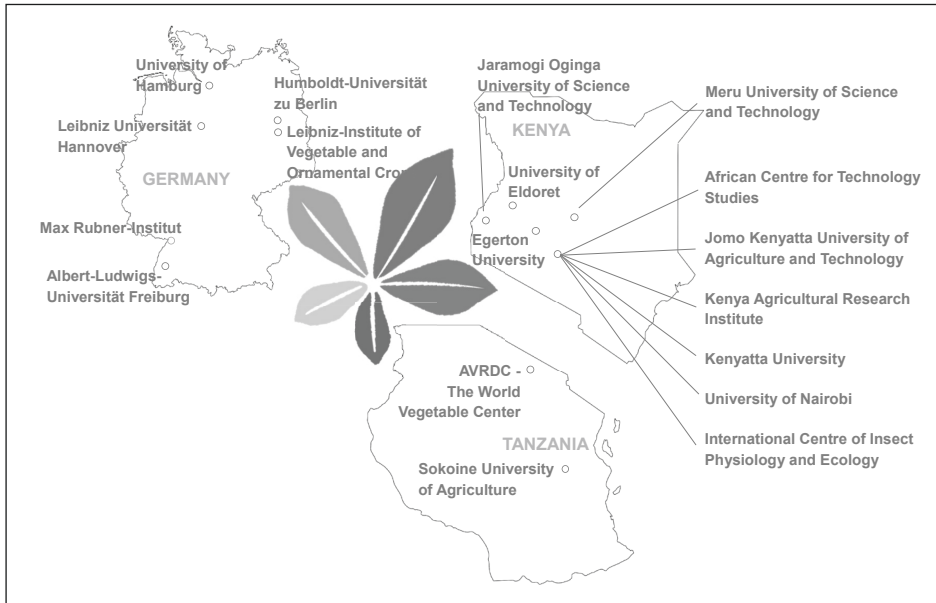 University of
Hamburg
Humboldt-Universität
zu Berlin
Leibniz Universität
Hannover
Leibniz-Institute of
Vegetable and
Ornamental Cro
GERMANY
Max Rubner-Institut
Albert-Ludwigs-
Universität Freiburg
Jaramogi Oginga
University of Science
and Technology
KENYA
Meru University of Science
and Technology
University of
Eldoret
African Centre for Technology
Studies
Egerton
University
Jomo Kenyatta University of
Agriculture and Technology
Kenya Agricultural Research
Institute
Kenyatta University
University of Nairobi
International Centre of Insect
Physiology and Ecology
AVRDC -
The World
Vegetable Center
TANZANIA
Sokoine University
of Agriculture